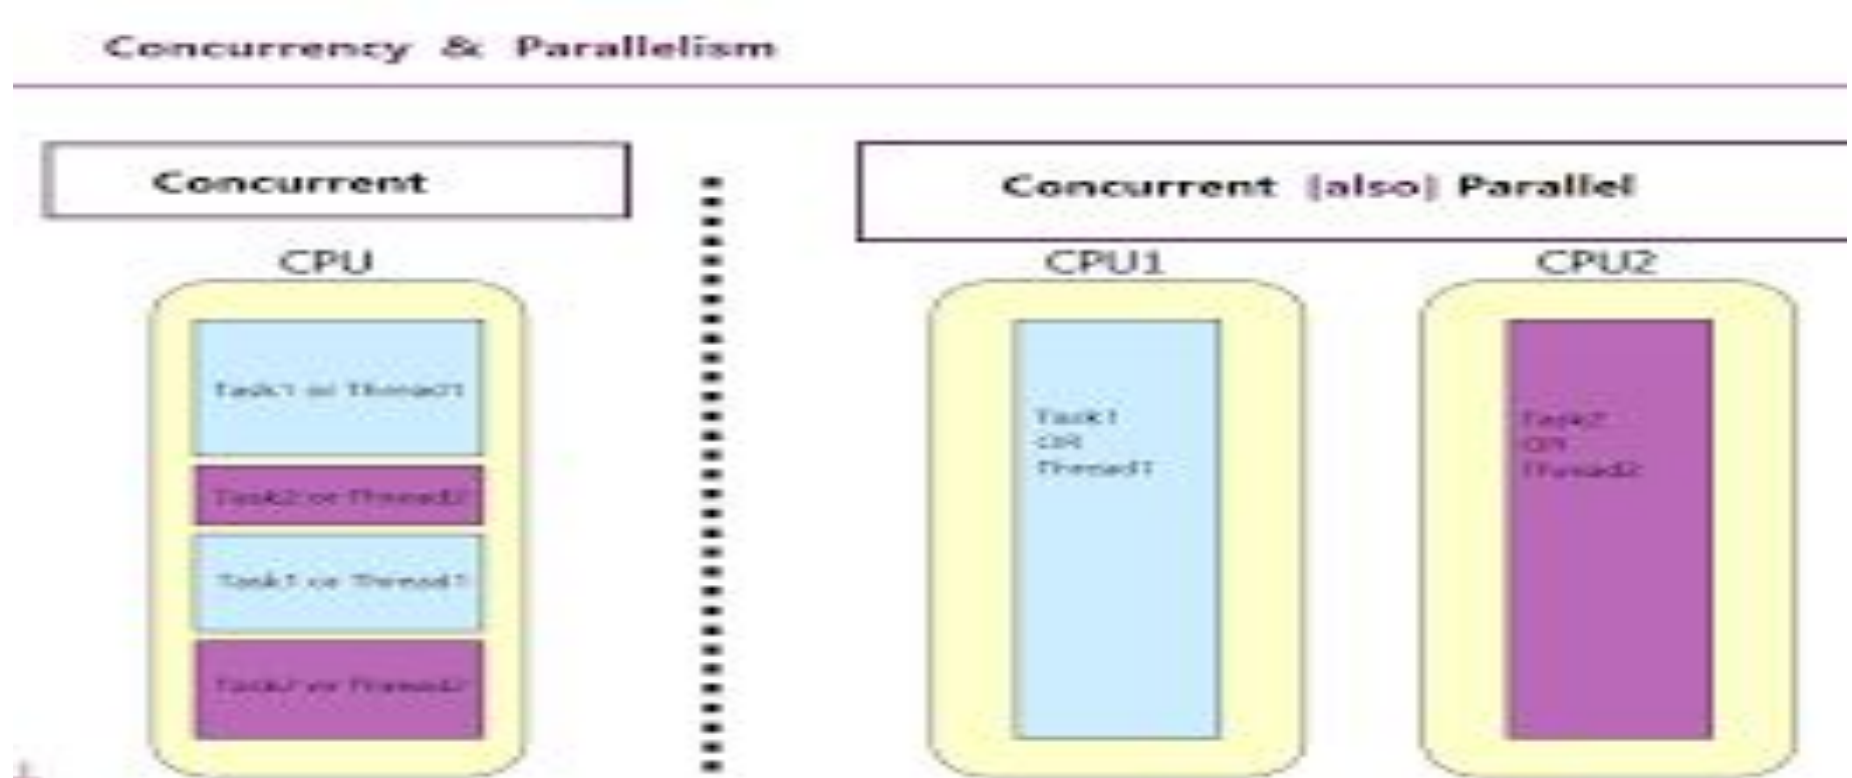 Concurrency & Parallelism
Concurrent
Concurrent (also) Parallel
CPU
CPU1
CPU2
Task1 or Thread1
Task2 or Thread2
Task1 or Thread1
Task2 or Thread2
Task1
OR
Thread1
Task2
OR
Thread2